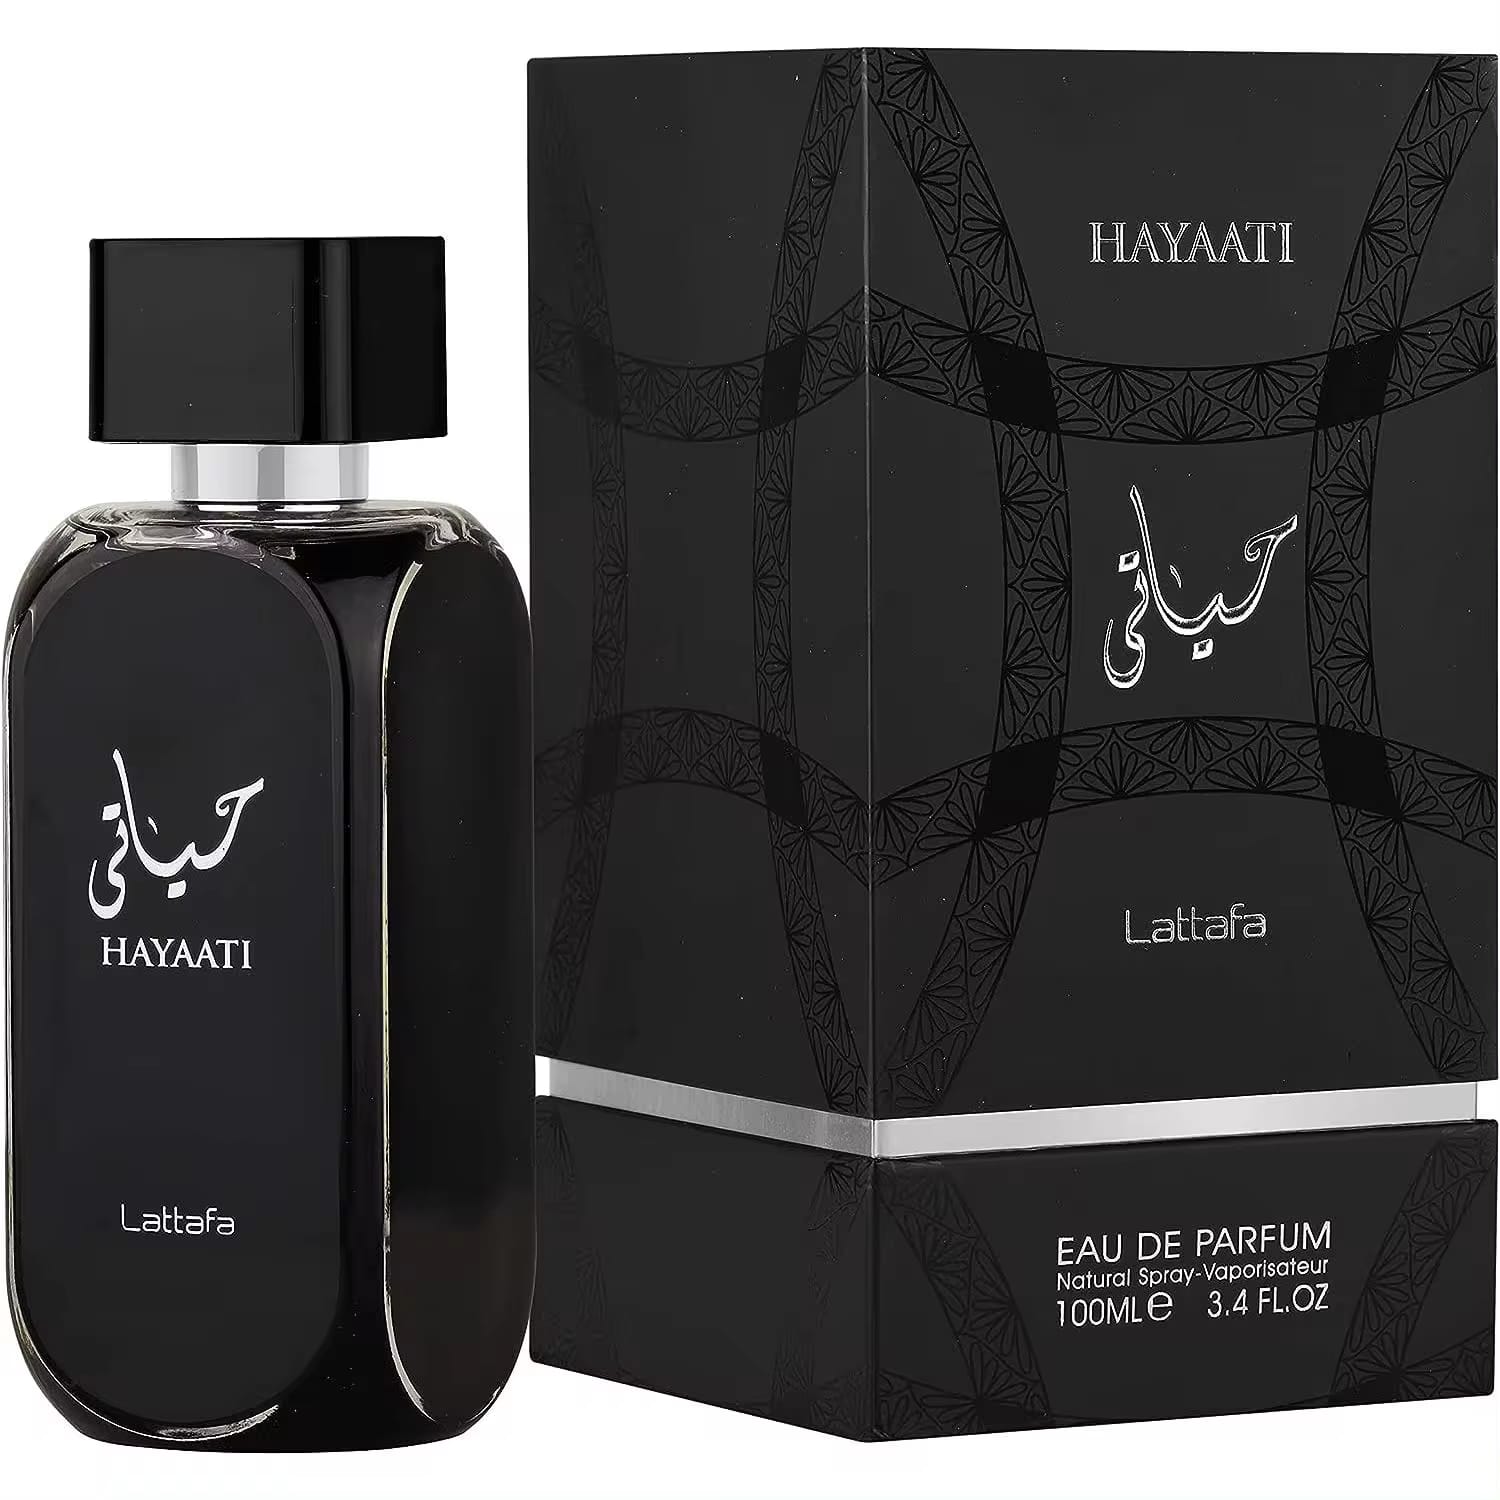 حياتي
HAYAATI
Lattafa
HAYAATI
حياتي
Lattafa
EAU DE PARFUM
Natural Spray-Vaporisateur
100ML℮ 3.4 FL.OZ